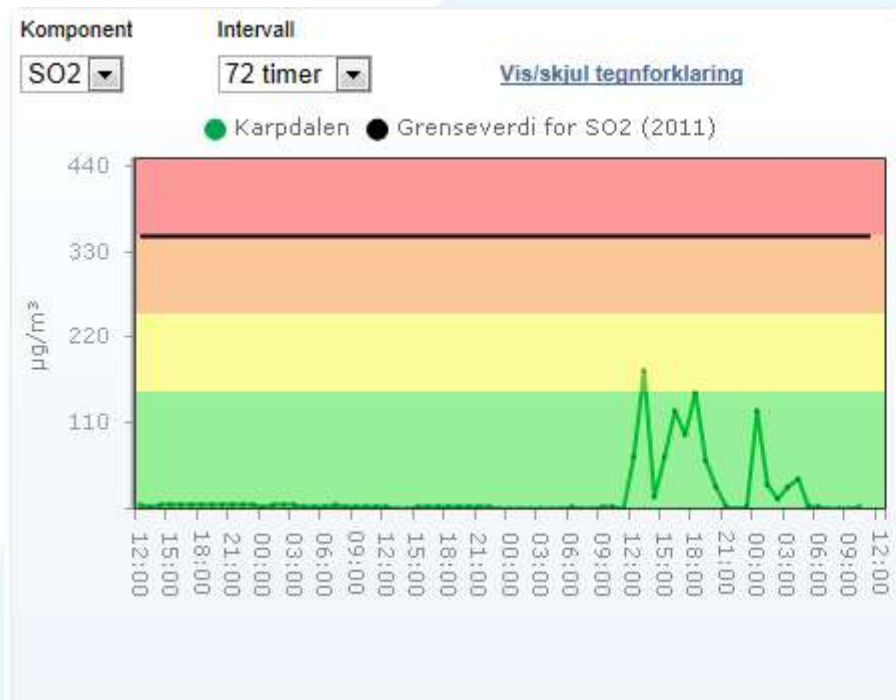 Komponent Intervall
SO2 72 timer Vis/skjul tegnforklaring
Karpdalen Grenseverdi for SO2 (2011)
440
330
220
110
µg/m³
12:00 15:00 18:00 21:00 00:00 03:00 06:00 09:00 12:00 15:00 18:00 21:00 00:00 03:00 06:00 09:00 12:00 15:00 18:00 21:00 00:00 03:00 06:00 09:00 12:00